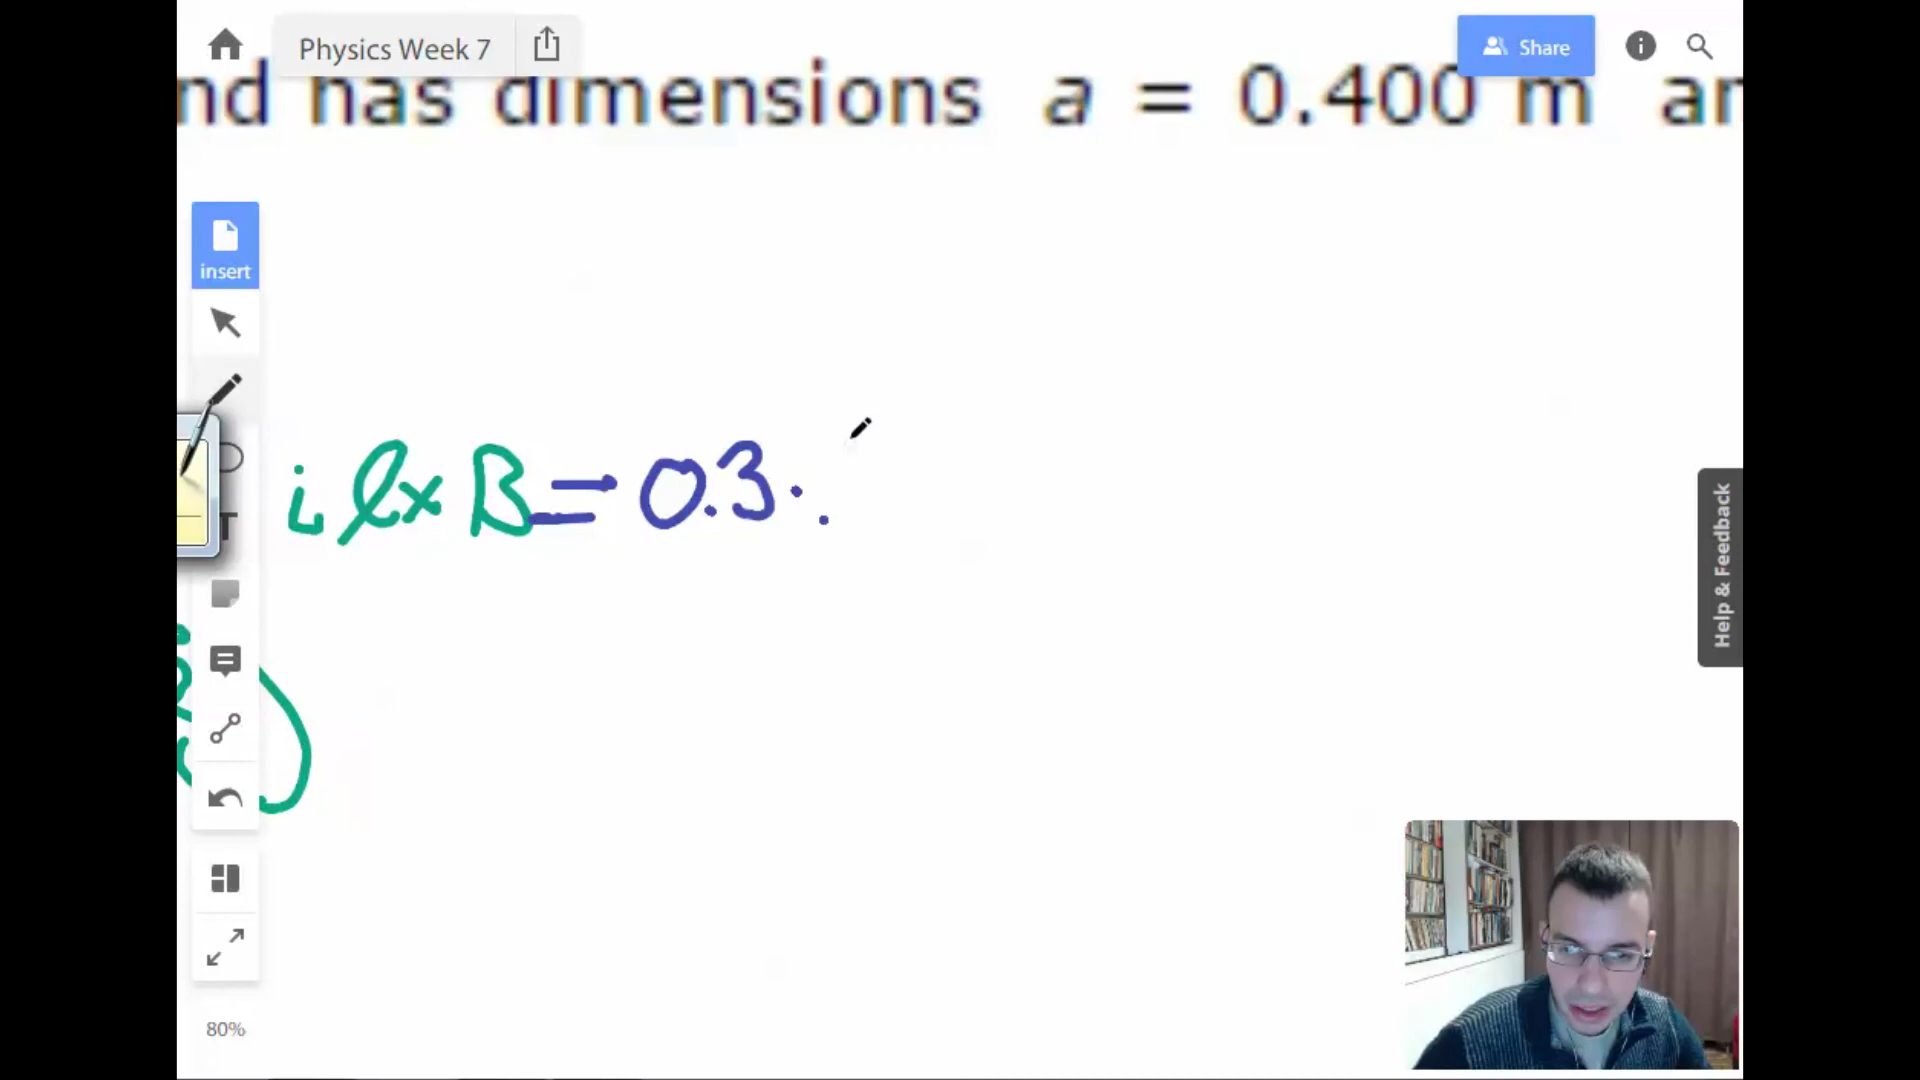 Physics Week 7
Share
nd has dimensions a = 0.400 m ar
insert
i l x B = 0.3 · .
T
Help & Feedback
80%